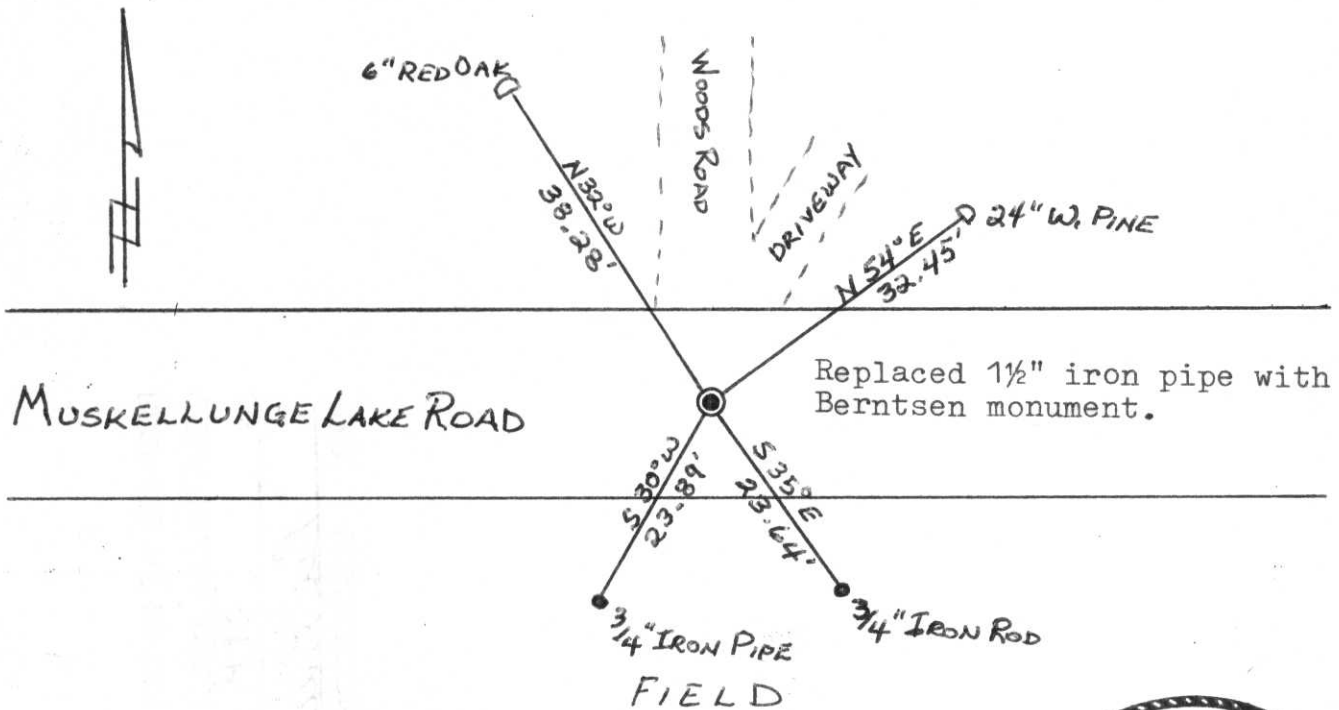 6" RED OAK
N32°W
38.28'
WOODS ROAD
DRIVEWAY
24" W. PINE
N 54° E
32.45'
MUSKELLUNGE LAKE ROAD
Replaced 1½" iron pipe with
Berntsen monument.
S 30° W
23.89'
S 35° E
23.64'
3/4" IRON PIPE
3/4" IRON ROD
FIELD